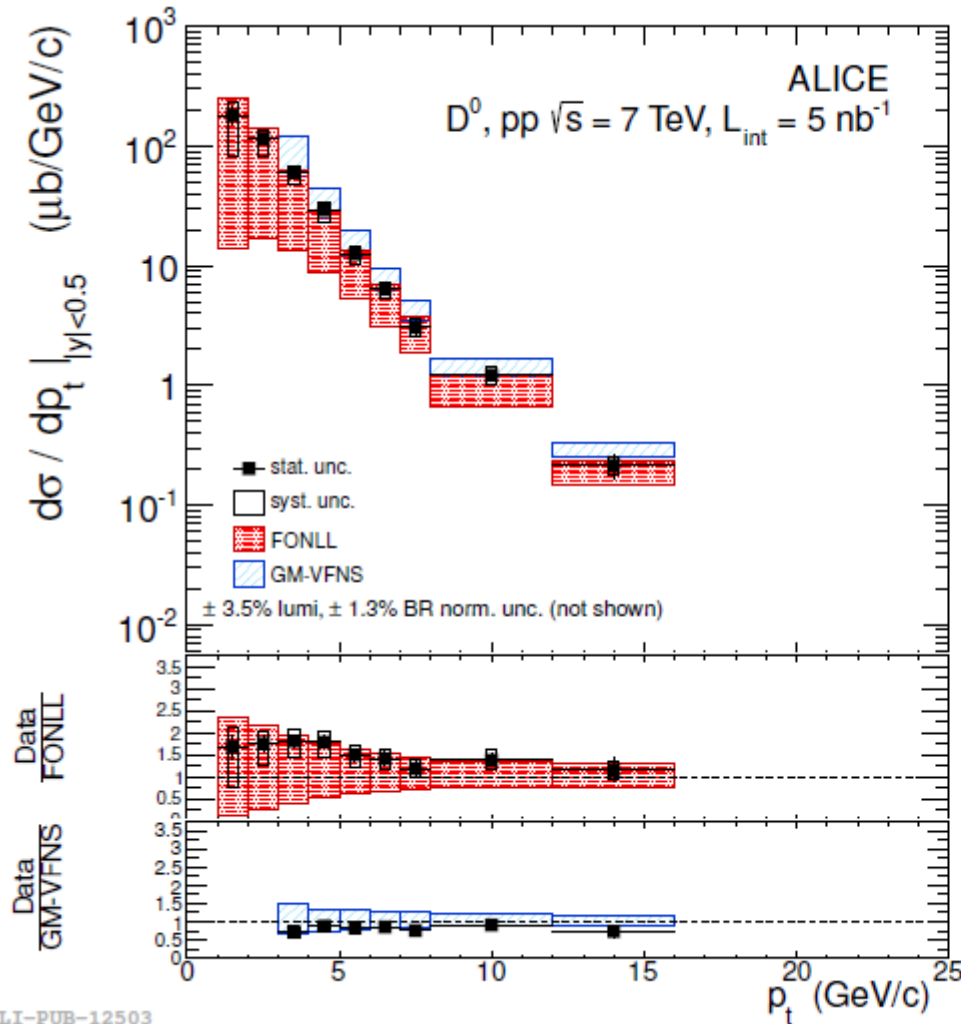 ALICE
D⁰, pp √s = 7 TeV, L_int = 5 nb⁻¹
dσ / dp_t |_|y|<0.5 (μb/GeV/c)
10³
10²
10
1
10⁻¹
10⁻²
stat. unc.
syst. unc.
FONLL
GM-VFNS
± 3.5% lumi, ± 1.3% BR norm. unc. (not shown)
Data
FONLL
3.5
3
2.5
2
1.5
1
0.5
0
Data
GM-VFNS
3.5
3
2.5
2
1.5
1
0.5
0
0 5 10 15 20 25
p_t (GeV/c)
LI-PUB-12503